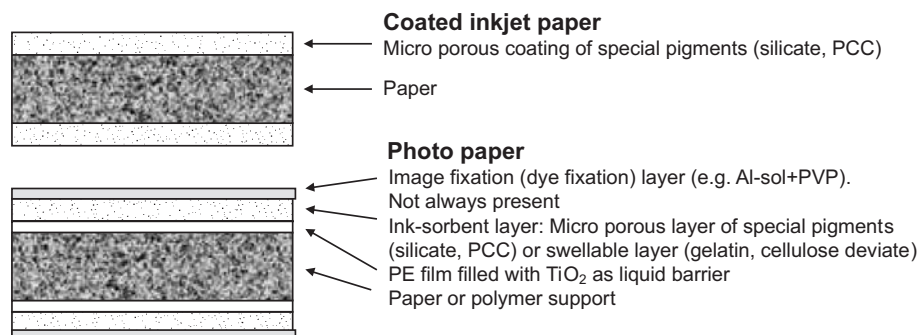 Coated inkjet paper
Micro porous coating of special pigments (silicate, PCC)
Paper
Photo paper
Image fixation (dye fixation) layer (e.g. Al-sol+PVP).
Not always present
Ink-sorbent layer: Micro porous layer of special pigments
(silicate, PCC) or swellable layer (gelatin, cellulose deviate)
PE film filled with TiO₂ as liquid barrier
Paper or polymer support